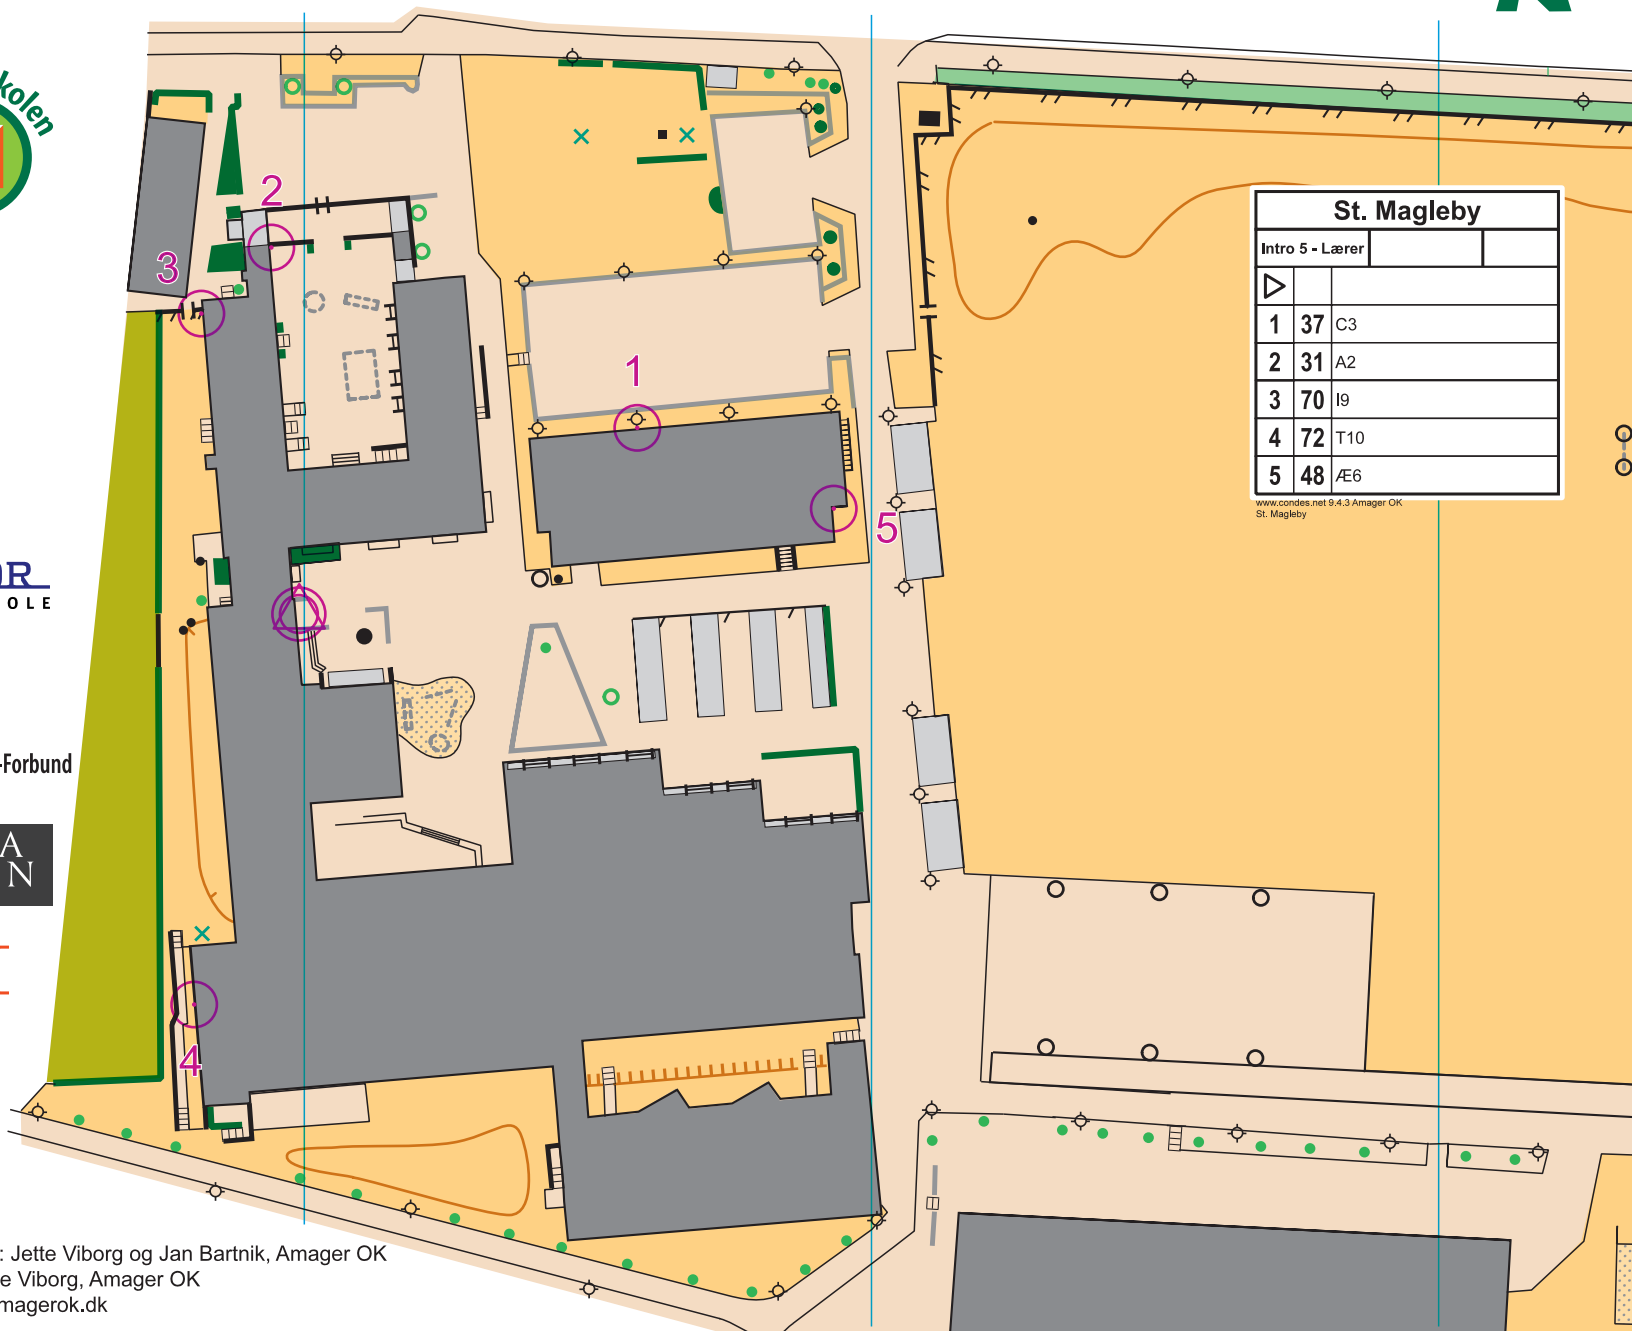 kolen
2
3
1
5
4
St. Magleby
Intro 5 - Lærer
1 37 C3
2 31 A2
3 70 I9
4 72 T10
5 48 Æ6
www.condes.net 9.4.3 Amager OK
St. Magleby
OR
OLE
-Forbund
A
N
: Jette Viborg og Jan Bartnik, Amager OK
e Viborg, Amager OK
magerok.dk